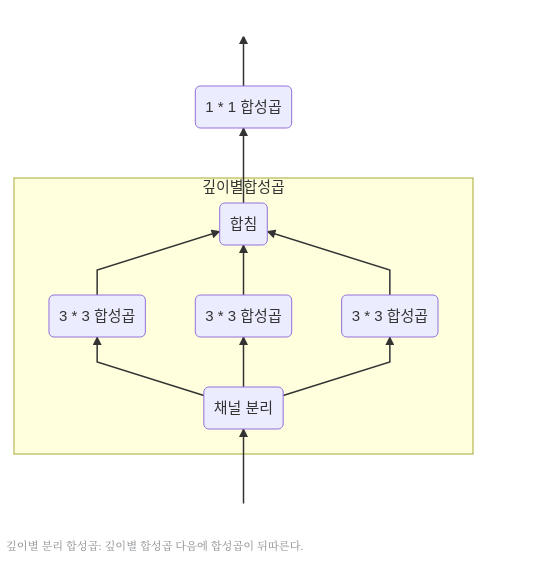 1 * 1 합성곱
깊이별합성곱
합침
3 * 3 합성곱 3 * 3 합성곱 3 * 3 합성곱
채널 분리
깊이별 분리 합성곱: 깊이별 합성곱 다음에 합성곱이 뒤따른다.